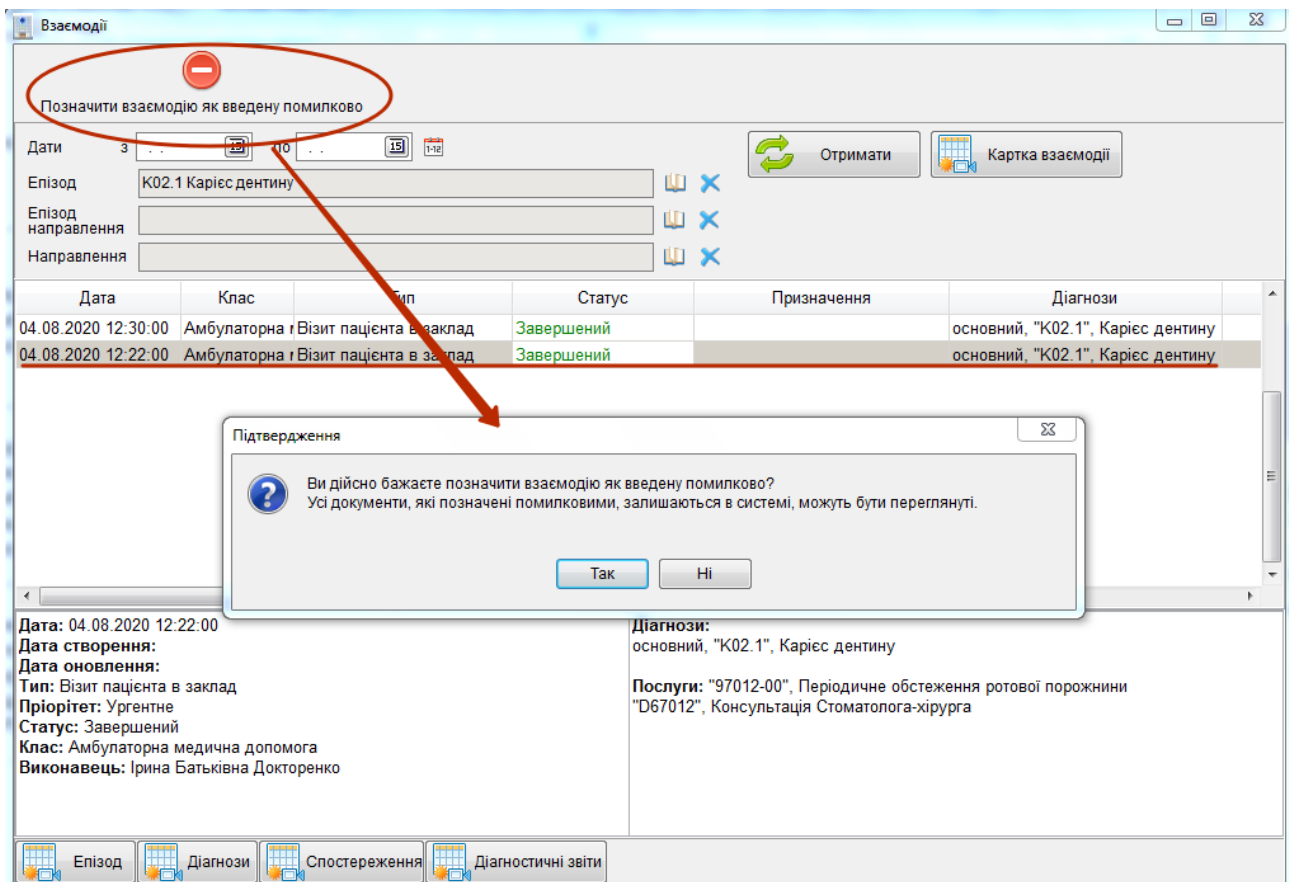 Взаємодії
Позначити взаємодію як введену помилково
Дати з . . 15 по . . 15 1-12
Отримати
Картка взаємодії
Епізод K02.1 Карієс дентину
Епізод
направлення
Направлення
Дата Клас Тип Статус Призначення Діагнози
04.08.2020 12:30:00 Амбулаторна Візит пацієнта в заклад Завершений основний, "K02.1", Карієс дентину
04.08.2020 12:22:00 Амбулаторна Візит пацієнта в заклад Завершений основний, "K02.1", Карієс дентину
Підтвердження
Ви дійсно бажаєте позначити взаємодію як введену помилково?
Усі документи, які позначені помилковими, залишаються в системі, можуть бути переглянуті.
Так Ні
Дата: 04.08.2020 12:22:00
Дата створення:
Дата оновлення:
Тип: Візит пацієнта в заклад
Пріорітет: Ургентне
Статус: Завершений
Клас: Амбулаторна медична допомога
Виконавець: Ірина Батьківна Докторенко
Діагнози:
основний, "K02.1", Карієс дентину
Послуги: "97012-00", Періодичне обстеження ротової порожнини
"D67012", Консультація Стоматолога-хірурга
Епізод Діагнози Спостереження Діагностичні звіти